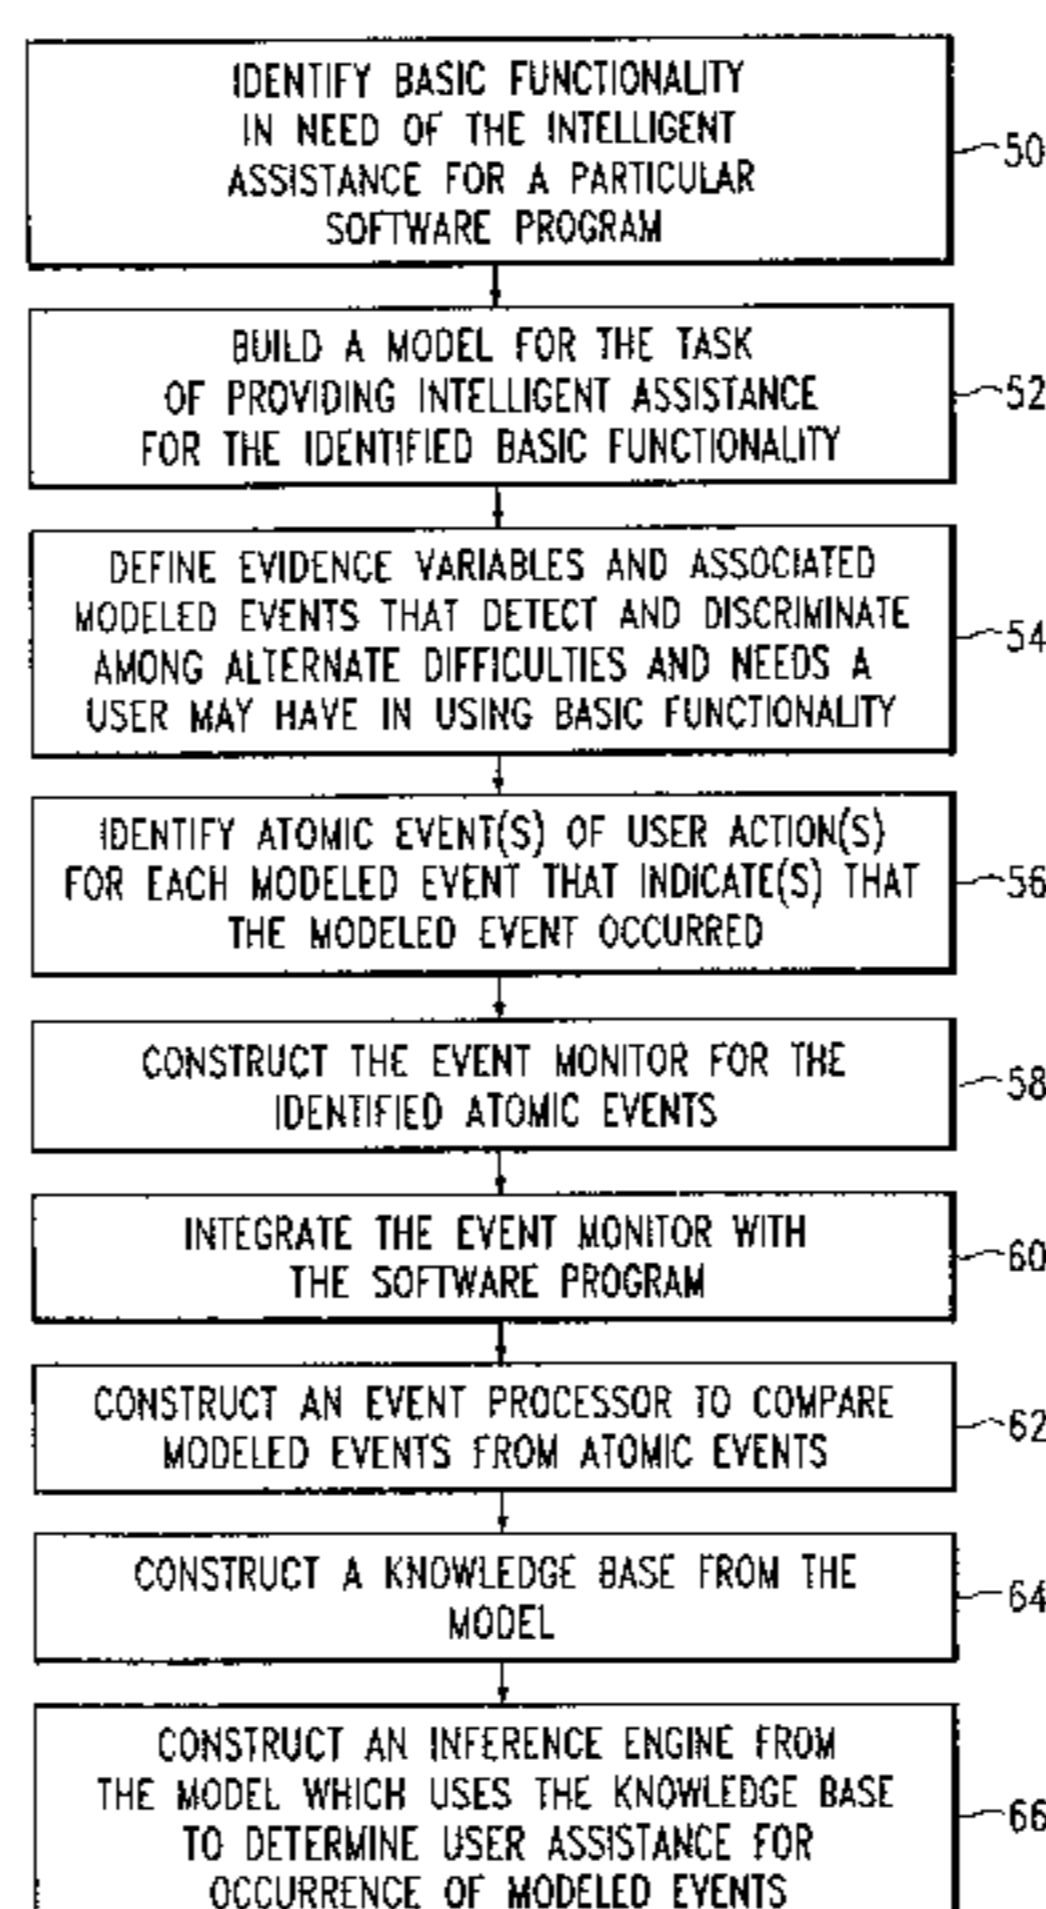 IDENTIFY BASIC FUNCTIONALITY
IN NEED OF THE INTELLIGENT
ASSISTANCE FOR A PARTICULAR
SOFTWARE PROGRAM
50
BUILD A MODEL FOR THE TASK
OF PROVIDING INTELLIGENT ASSISTANCE
FOR THE IDENTIFIED BASIC FUNCTIONALITY
52
DEFINE EVIDENCE VARIABLES AND ASSOCIATED
MODELED EVENTS THAT DETECT AND DISCRIMINATE
AMONG ALTERNATE DIFFICULTIES AND NEEDS A
USER MAY HAVE IN USING BASIC FUNCTIONALITY
54
IDENTIFY ATOMIC EVENT(S) OF USER ACTION(S)
FOR EACH MODELED EVENT THAT INDICATE(S) THAT
THE MODELED EVENT OCCURRED
56
CONSTRUCT THE EVENT MONITOR FOR THE
IDENTIFIED ATOMIC EVENTS
58
INTEGRATE THE EVENT MONITOR WITH
THE SOFTWARE PROGRAM
60
CONSTRUCT AN EVENT PROCESSOR TO COMPARE
MODELED EVENTS FROM ATOMIC EVENTS
62
CONSTRUCT A KNOWLEDGE BASE FROM THE
MODEL
64
CONSTRUCT AN INFERENCE ENGINE FROM
THE MODEL WHICH USES THE KNOWLEDGE BASE
TO DETERMINE USER ASSISTANCE FOR
OCCURRENCE OF MODELED EVENTS
66